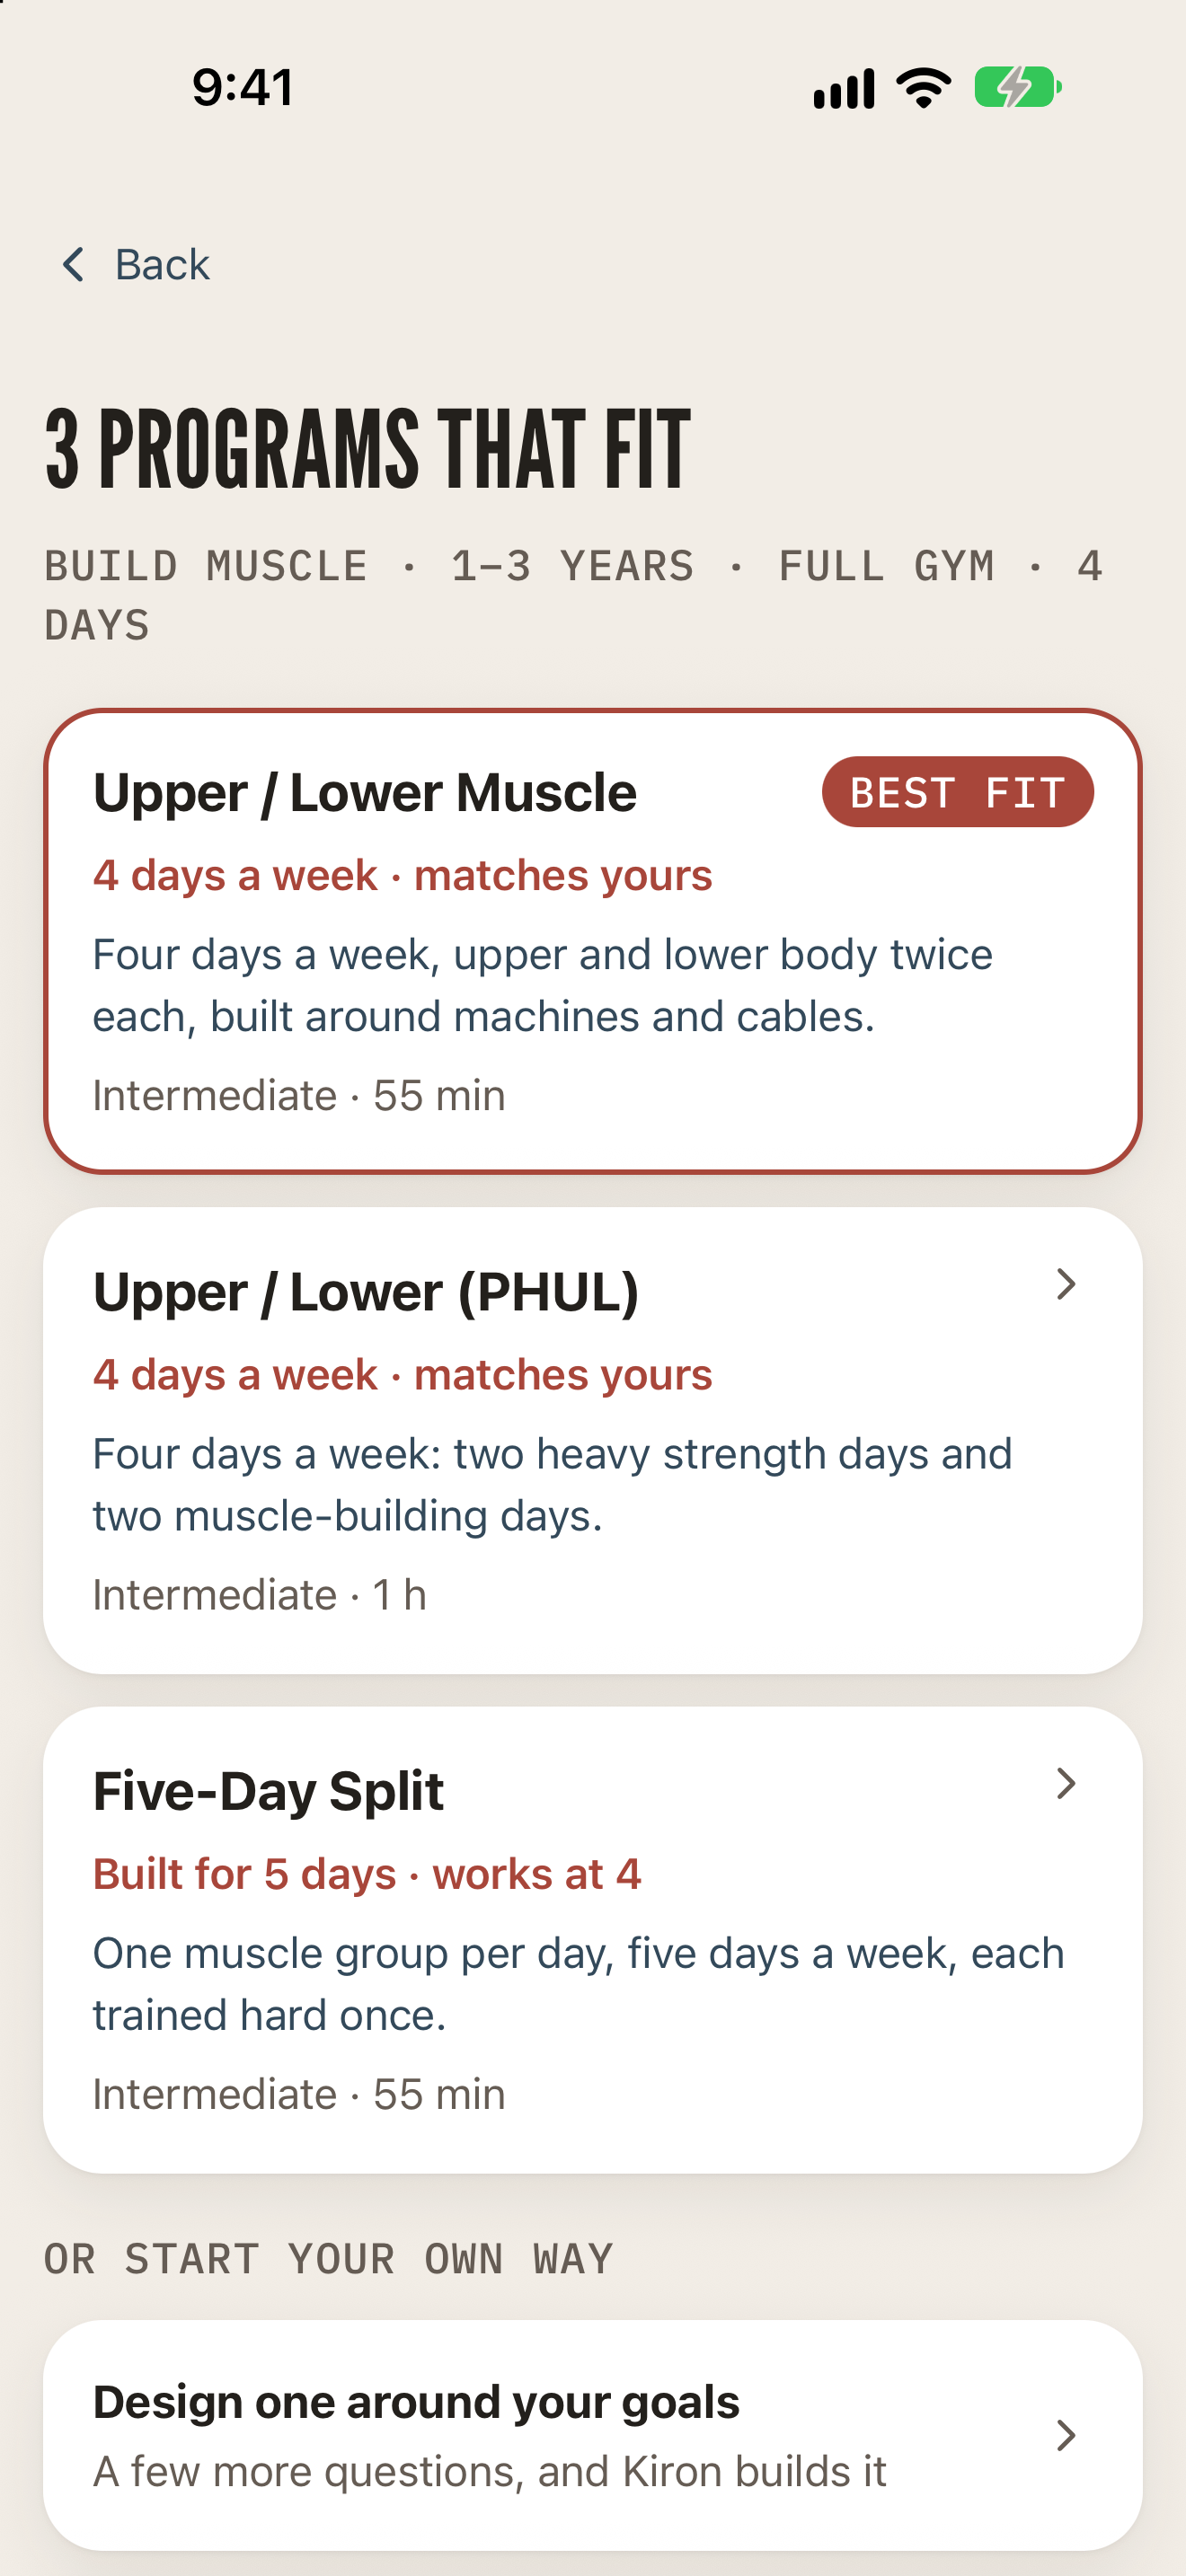 9:41
Back
3 PROGRAMS THAT FIT
BUILD MUSCLE · 1–3 YEARS · FULL GYM · 4
DAYS
Upper / Lower Muscle
BEST FIT
4 days a week · matches yours
Four days a week, upper and lower body twice
each, built around machines and cables.
Intermediate · 55 min
Upper / Lower (PHUL)
4 days a week · matches yours
Four days a week: two heavy strength days and
two muscle-building days.
Intermediate · 1 h
Five-Day Split
Built for 5 days · works at 4
One muscle group per day, five days a week, each
trained hard once.
Intermediate · 55 min
OR START YOUR OWN WAY
Design one around your goals
A few more questions, and Kiron builds it